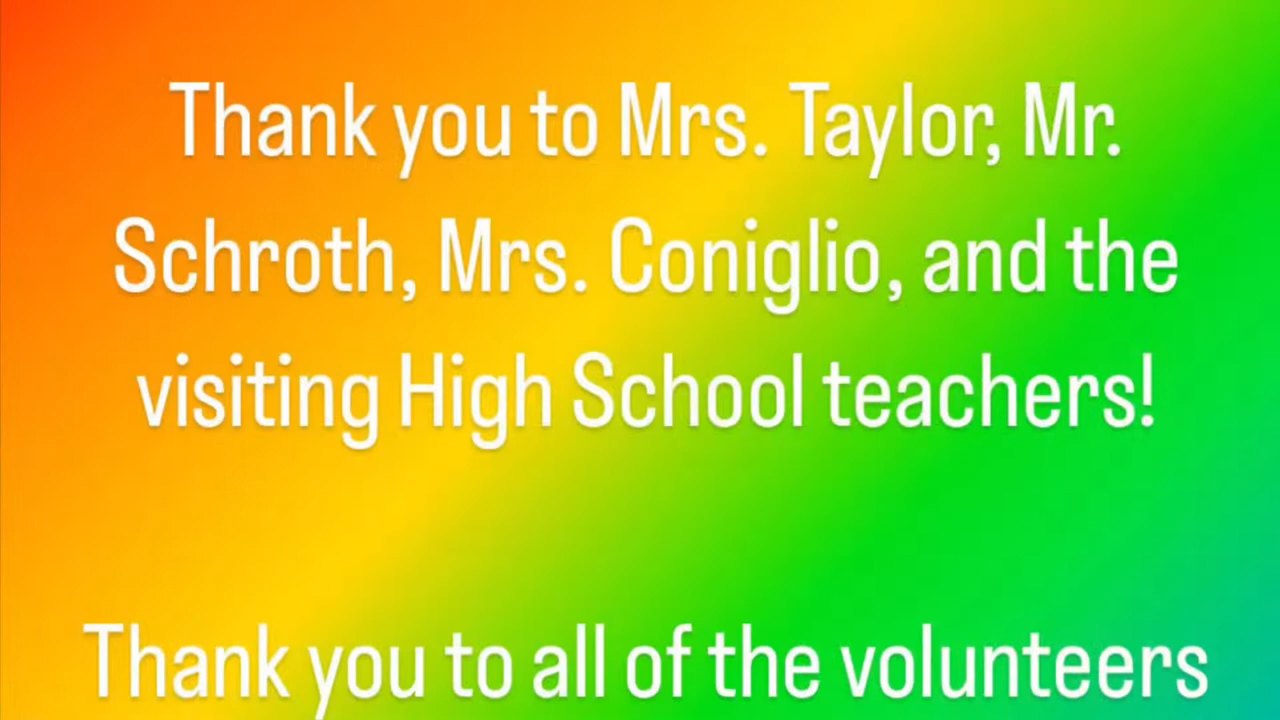 Thank you to Mrs. Taylor, Mr.
Schroth, Mrs. Coniglio, and the
visiting High School teachers!
Thank you to all of the volunteers